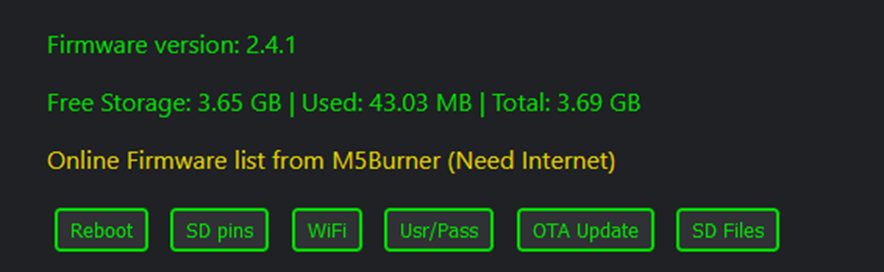 Firmware version: 2.4.1
Free Storage: 3.65 GB | Used: 43.03 MB | Total: 3.69 GB
Online Firmware list from M5Burner (Need Internet)
Reboot SD pins WiFi Usr/Pass OTA Update SD Files